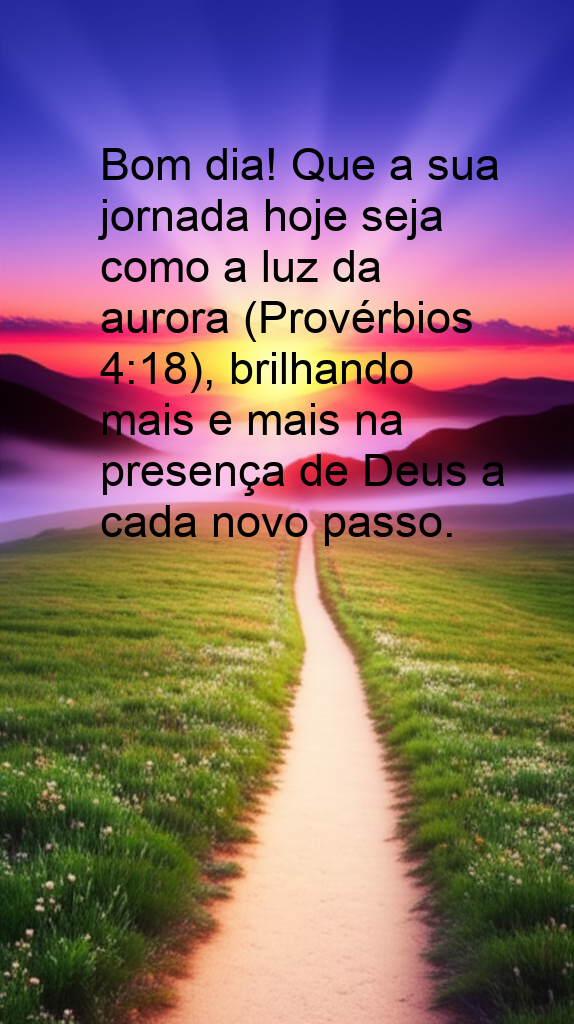 Bom dia! Que a sua
jornada hoje seja
como a luz da
aurora (Provérbios
4:18), brilhando
mais e mais na
presença de Deus a
cada novo passo.